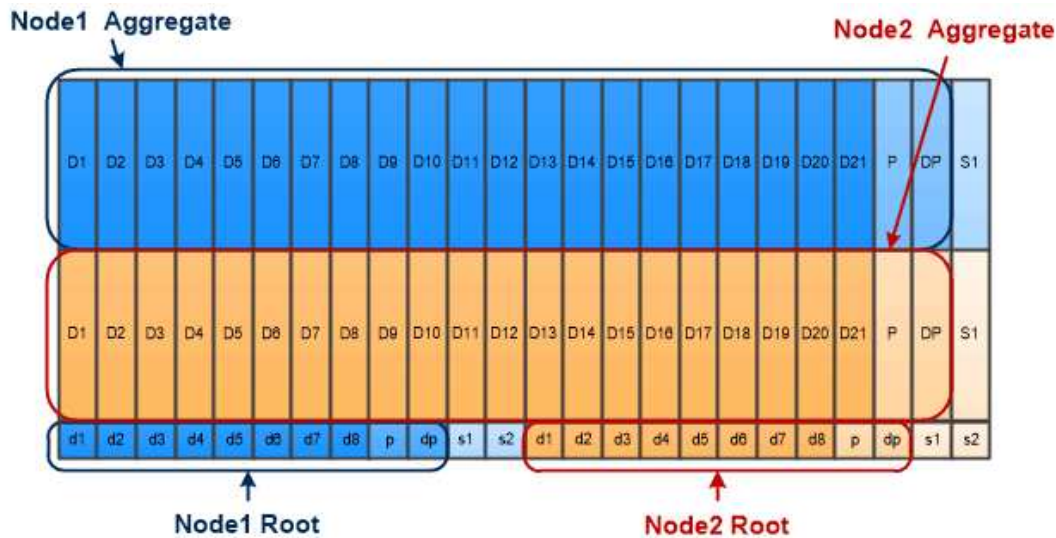 Node1 Aggregate
Node2 Aggregate
D1 D2 D3 D4 D5 D6 D7 D8 D9 D10 D11 D12 D13 D14 D15 D16 D17 D18 D19 D20 D21 P DP S1
D1 D2 D3 D4 D5 D6 D7 D8 D9 D10 D11 D12 D13 D14 D15 D16 D17 D18 D19 D20 D21 P DP S1
d1 d2 d3 d4 d5 d6 d7 d8 p dp s1 s2 d1 d2 d3 d4 d5 d6 d7 d8 p dp s1 s2
Node1 Root
Node2 Root